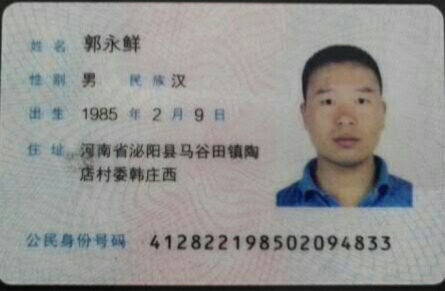 姓名 郭永鲜
性别 男 民族 汉
出生 1985 年 2 月 9 日
住址 河南省泌阳县马谷田镇陶
店村委韩庄西
公民身份号码 412822198502094833